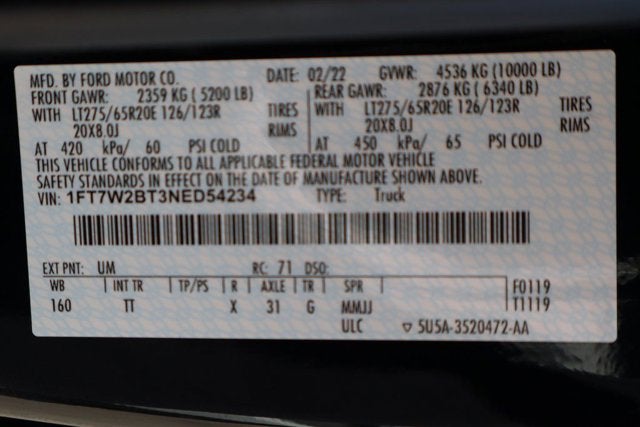 MFD. BY FORD MOTOR CO. DATE: 02/22 GVWR: 4536 KG (10000 LB)
FRONT GAWR: 2359 KG (5200 LB) REAR GAWR: 2876 KG (6340 LB)
WITH LT275/65R20E 126/123R TIRES WITH LT275/65R20E 126/123R TIRES
20X8.0J RIMS 20X8.0J RIMS
AT 420 kPa/ 60 PSI COLD AT 450 kPa/ 65 PSI COLD
THIS VEHICLE CONFORMS TO ALL APPLICABLE FEDERAL MOTOR VEHICLE
SAFETY STANDARDS IN EFFECT ON THE DATE OF MANUFACTURE SHOWN ABOVE.
VIN: 1FT7W2BT3NED54234 TYPE: Truck
EXT PNT: UM RC: 71 DSO:
WB INT TR TP/PS R AXLE TR SPR F0119
160 TT X 31 G MMJJ T1119
ULC ▽ 5U5A-3520472-AA